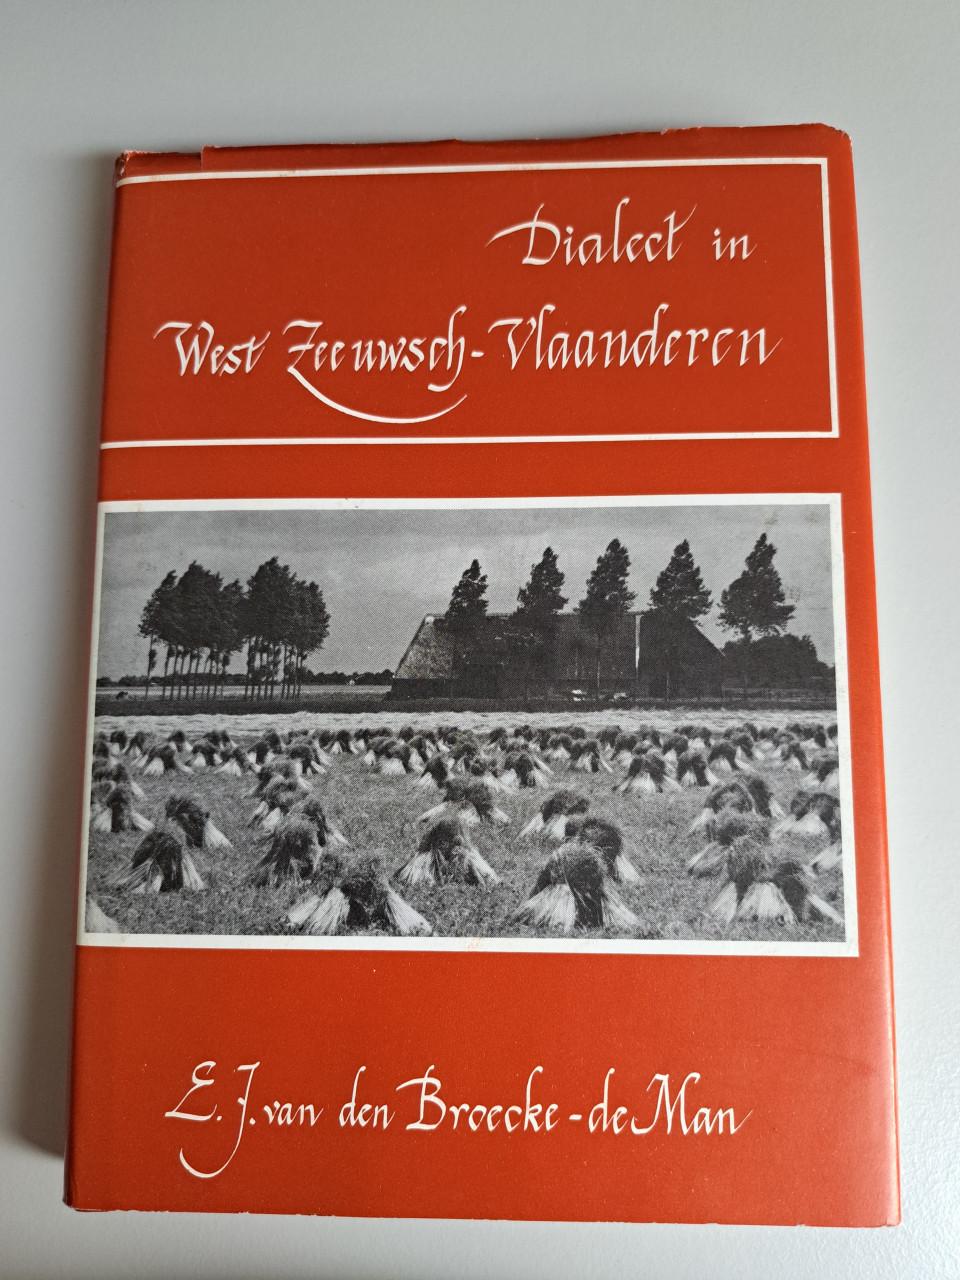 Dialect in
West Zeeuwsch-Vlaanderen
E.J. van den Broecke-de Man